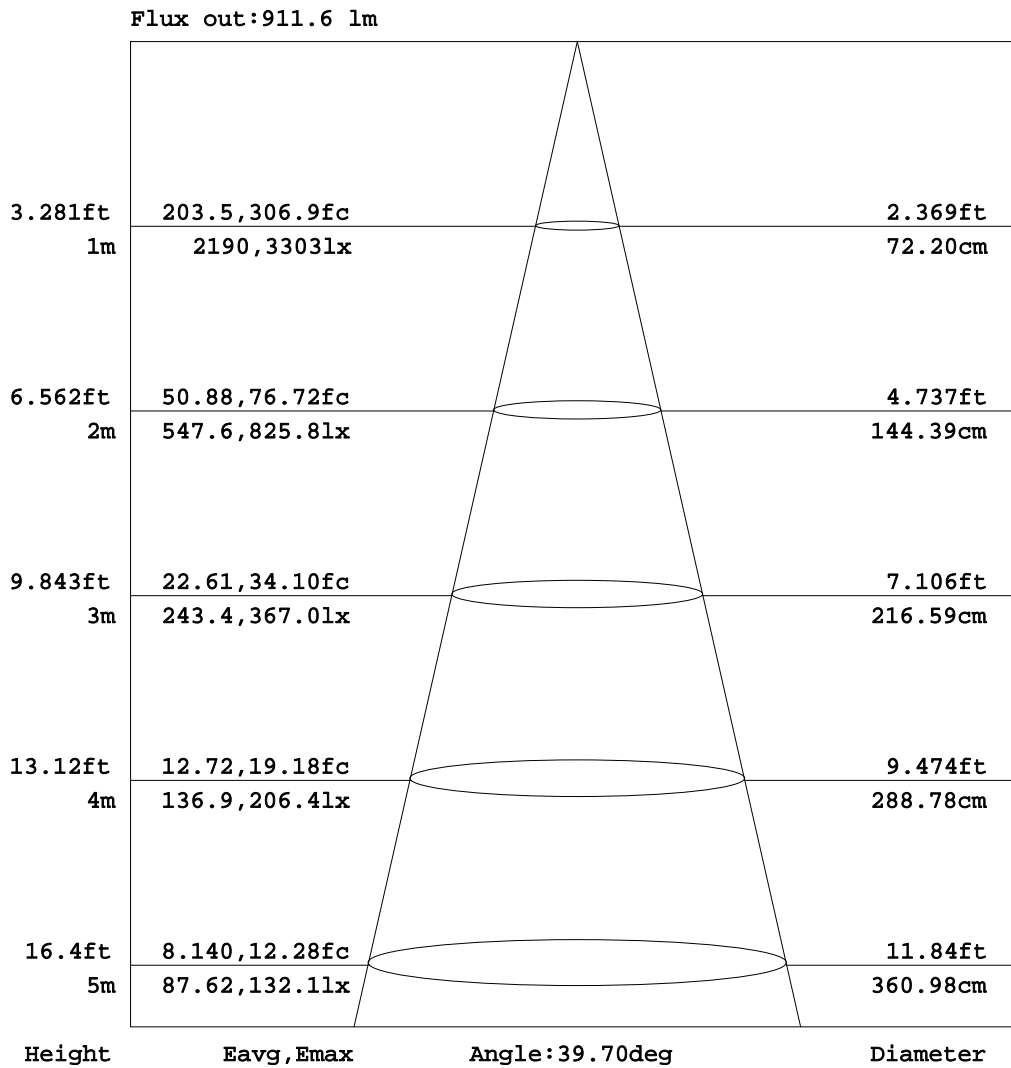 Flux out:911.6 lm
3.281ft 203.5,306.9fc 2.369ft
1m 2190,3303lx 72.20cm
6.562ft 50.88,76.72fc 4.737ft
2m 547.6,825.8lx 144.39cm
9.843ft 22.61,34.10fc 7.106ft
3m 243.4,367.0lx 216.59cm
13.12ft 12.72,19.18fc 9.474ft
4m 136.9,206.4lx 288.78cm
16.4ft 8.140,12.28fc 11.84ft
5m 87.62,132.1lx 360.98cm
Height Eavg,Emax Angle:39.70deg Diameter